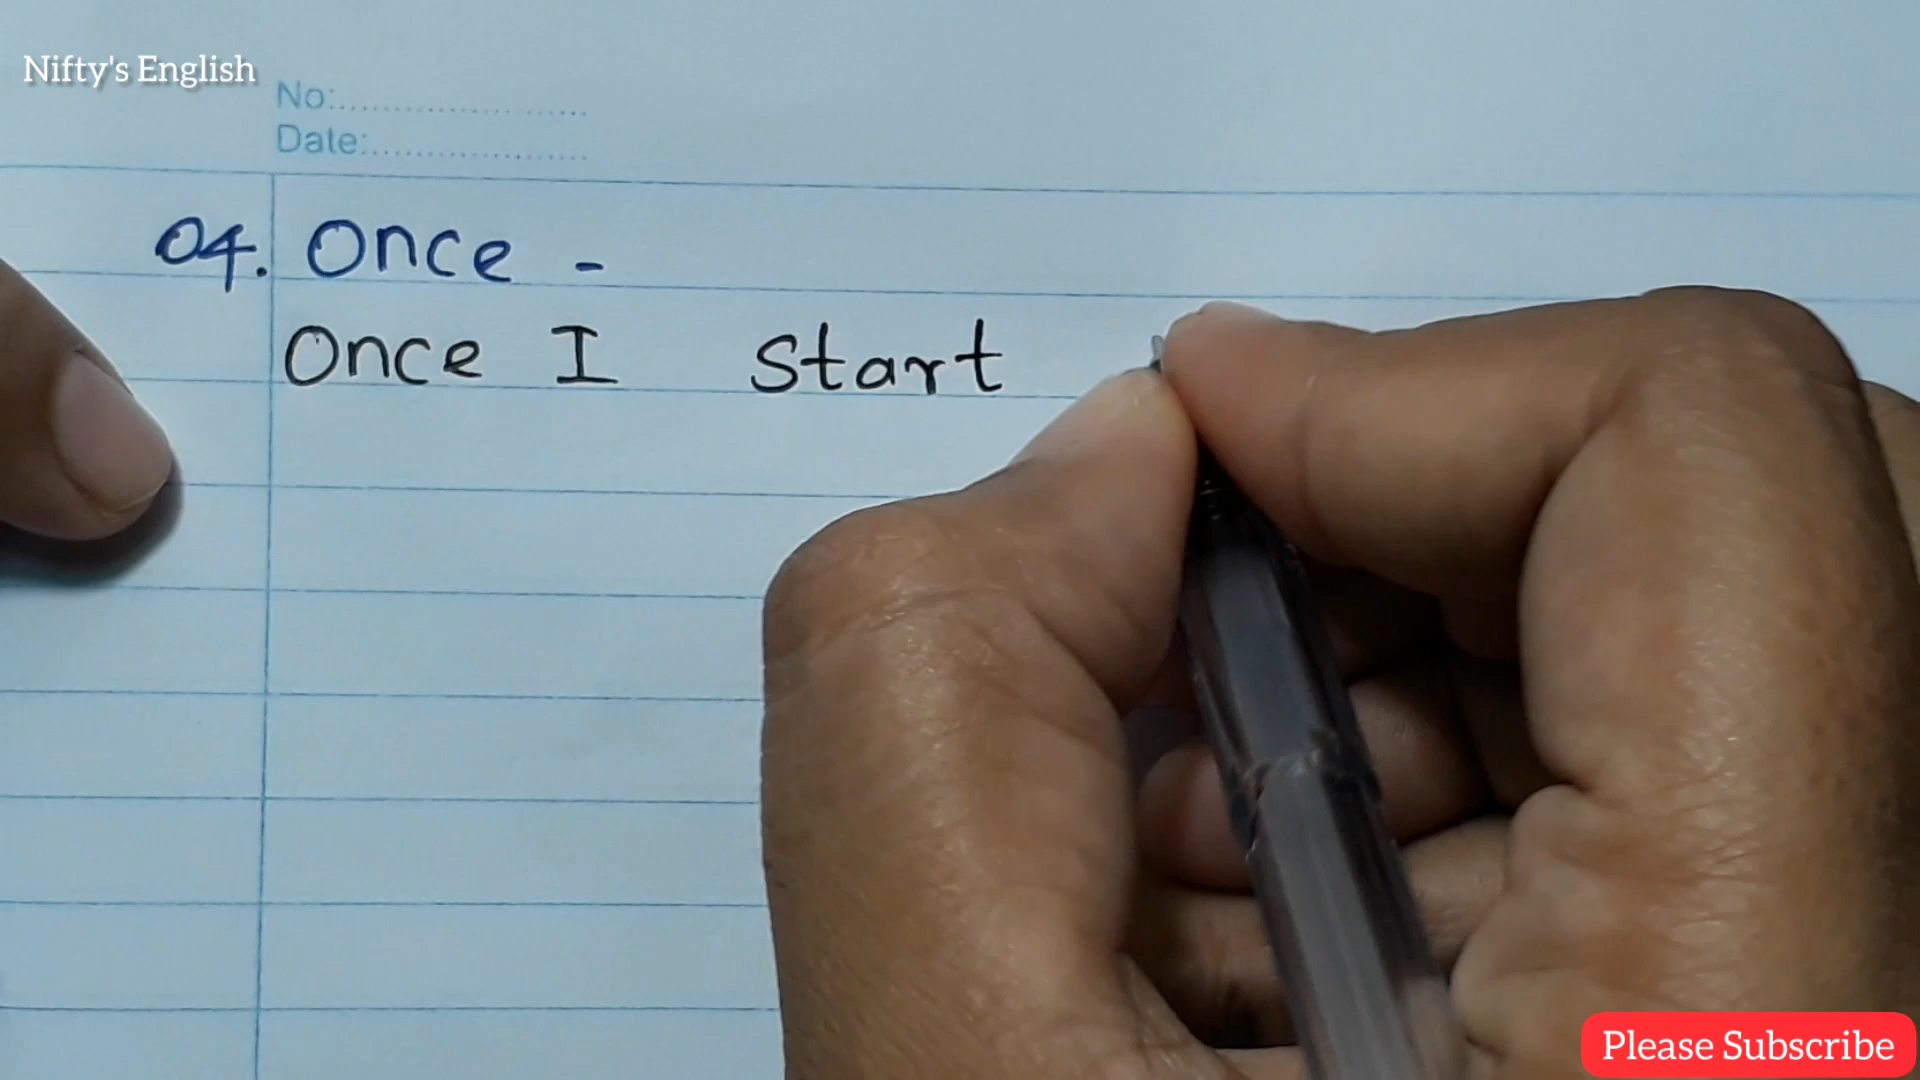 Nifty's English
No:......................
Date:....................
04. Once -
Once I start
Please Subscribe